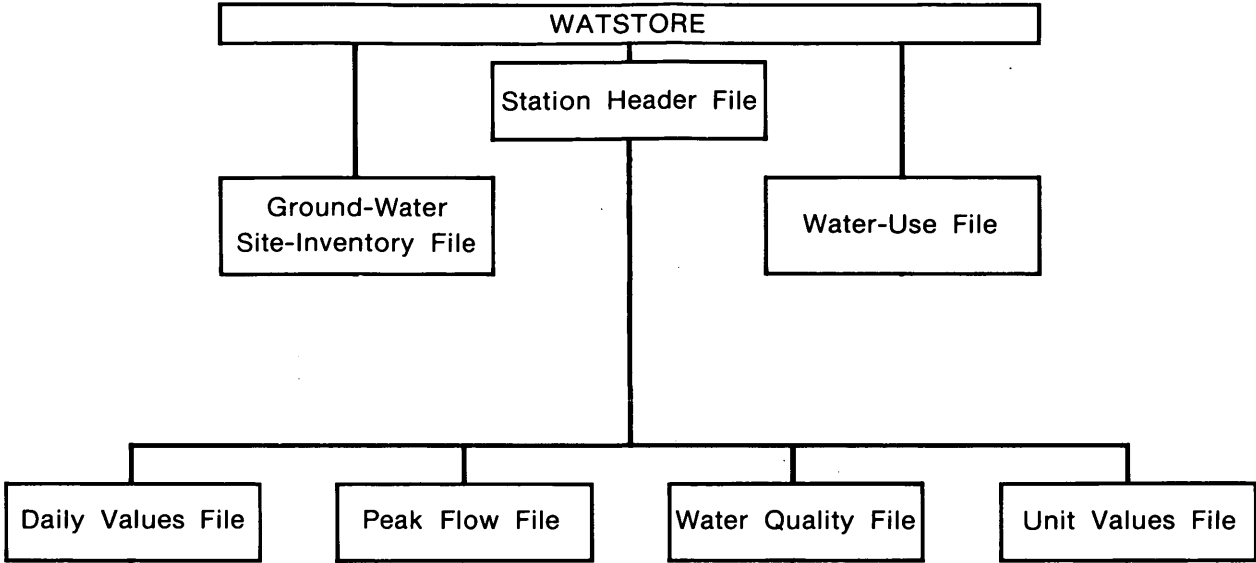 WATSTORE
Station Header File
Ground-Water
Site-Inventory File
Water-Use File
Daily Values File
Peak Flow File
Water Quality File
Unit Values File